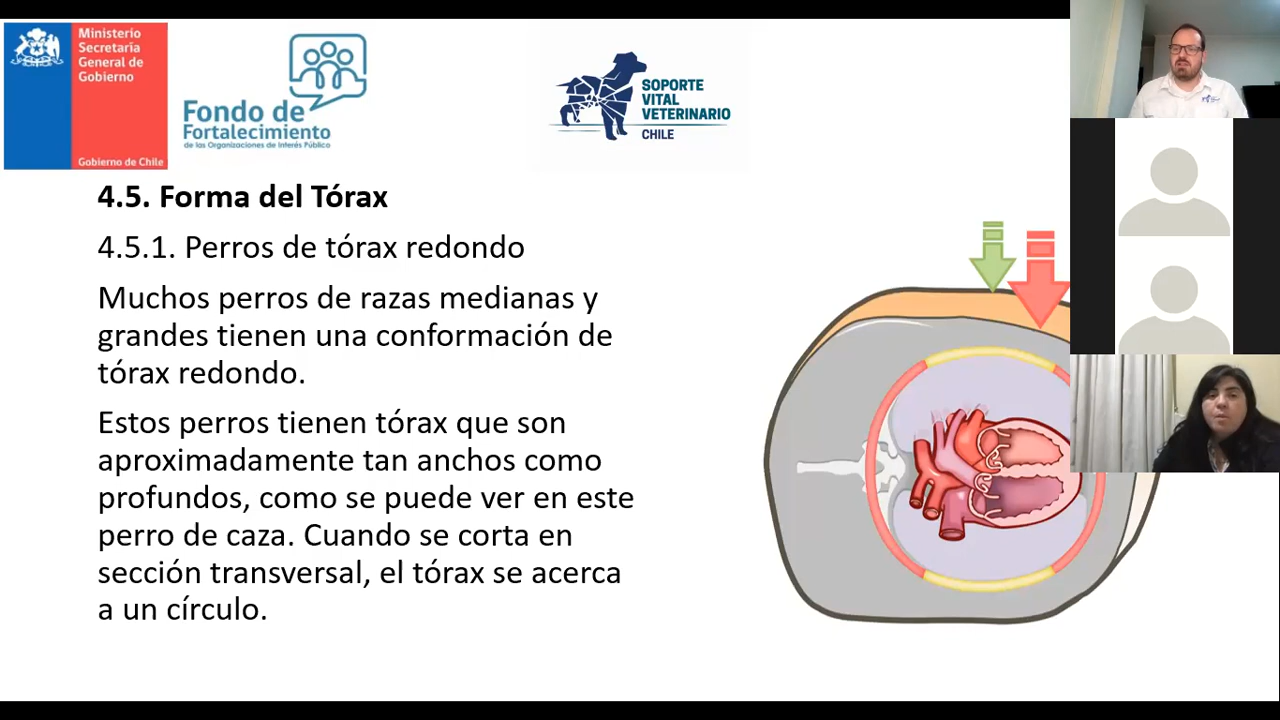 Ministerio
Secretaría
General de
Gobierno
Gobierno de Chile
Fondo de
Fortalecimiento
de las Organizaciones de Interés Público
SOPORTE
VITAL
VETERINARIO
CHILE
4.5. Forma del Tórax
4.5.1. Perros de tórax redondo
Muchos perros de razas medianas y
grandes tienen una conformación de
tórax redondo.
Estos perros tienen tórax que son
aproximadamente tan anchos como
profundos, como se puede ver en este
perro de caza. Cuando se corta en
sección transversal, el tórax se acerca
a un círculo.